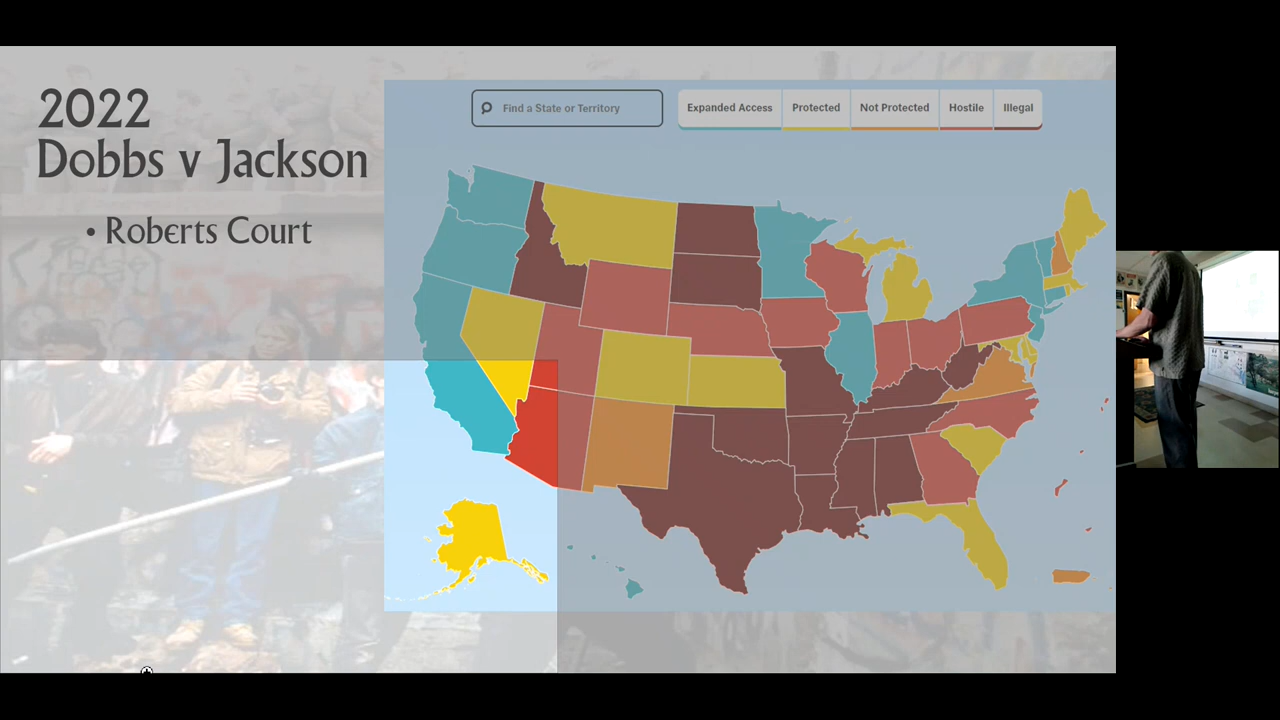 2022
Dobbs v Jackson
• Roberts Court
Find a State or Territory
Expanded Access Protected Not Protected Hostile Illegal